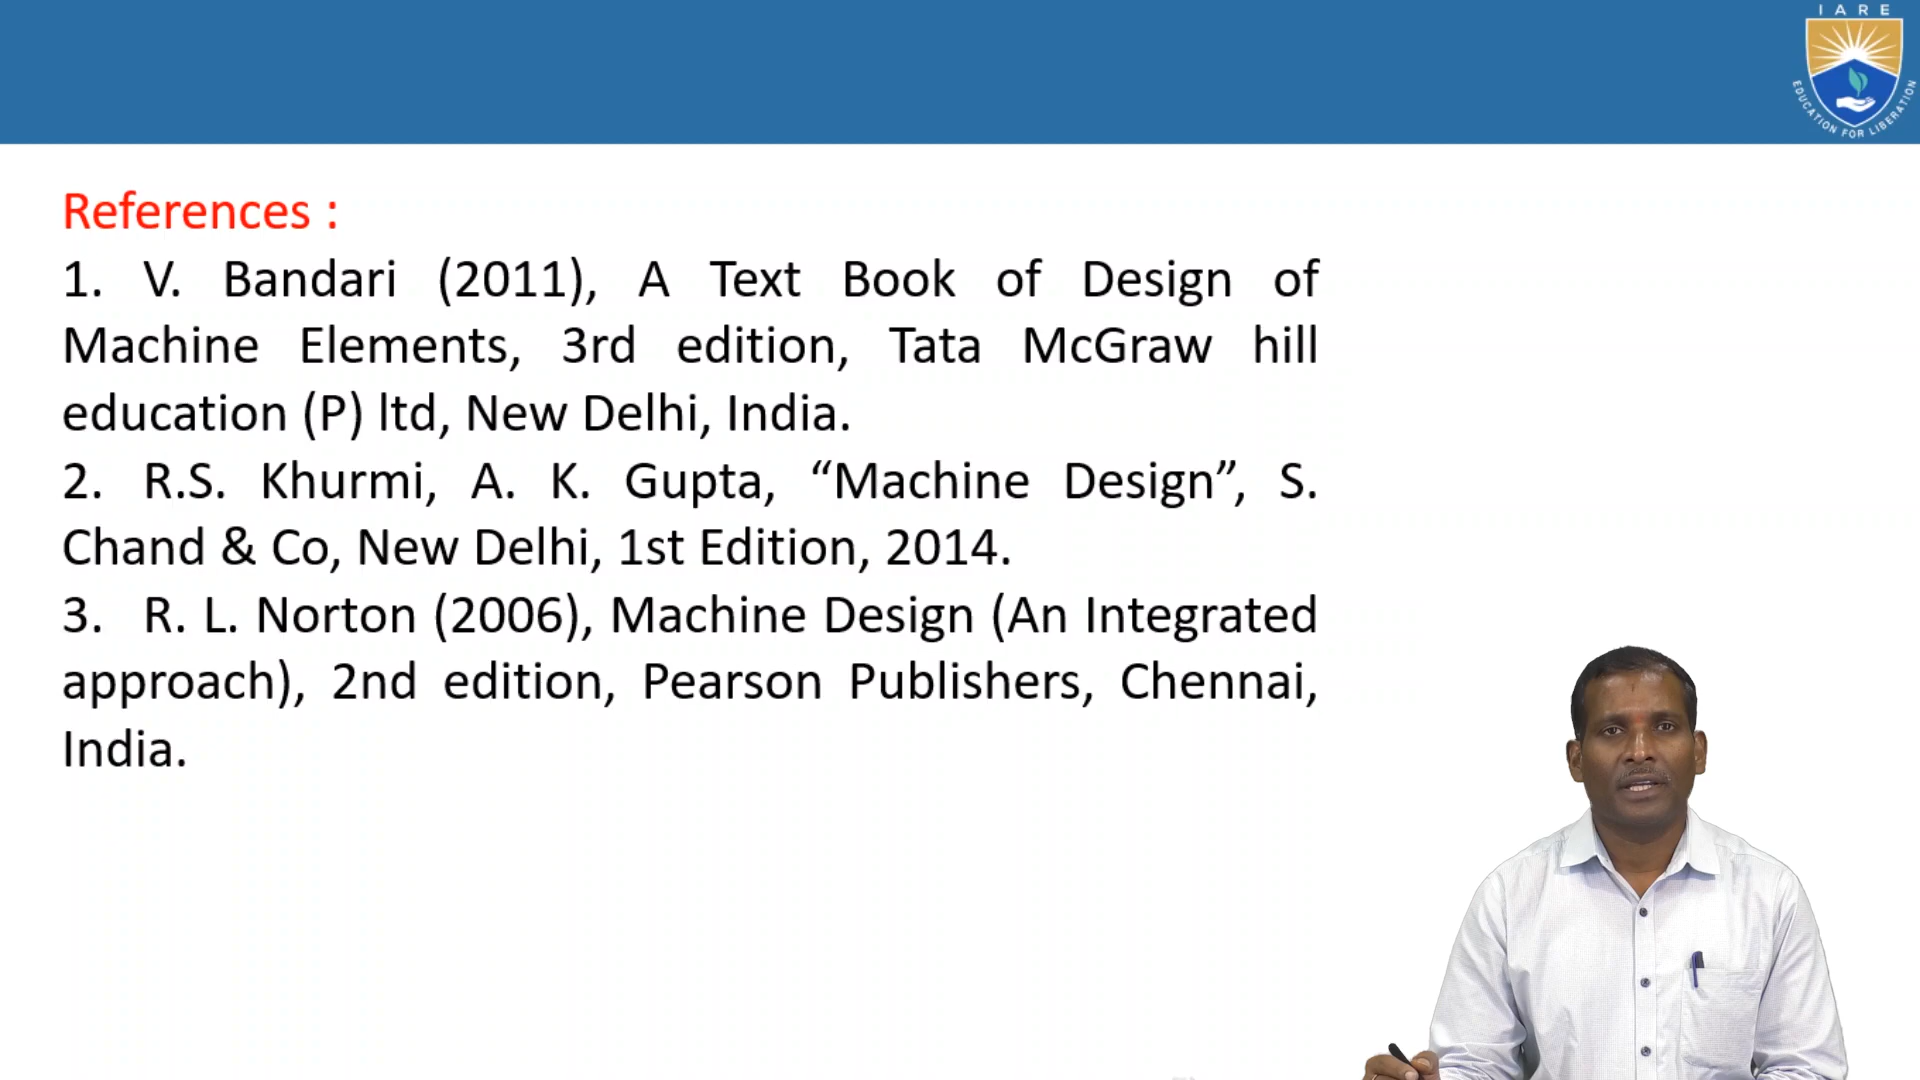 IARE
EDUCATION FOR LIBERATION
References :
1. V. Bandari (2011), A Text Book of Design of
Machine Elements, 3rd edition, Tata McGraw hill
education (P) ltd, New Delhi, India.
2. R.S. Khurmi, A. K. Gupta, “Machine Design”, S.
Chand & Co, New Delhi, 1st Edition, 2014.
3. R. L. Norton (2006), Machine Design (An Integrated
approach), 2nd edition, Pearson Publishers, Chennai,
India.